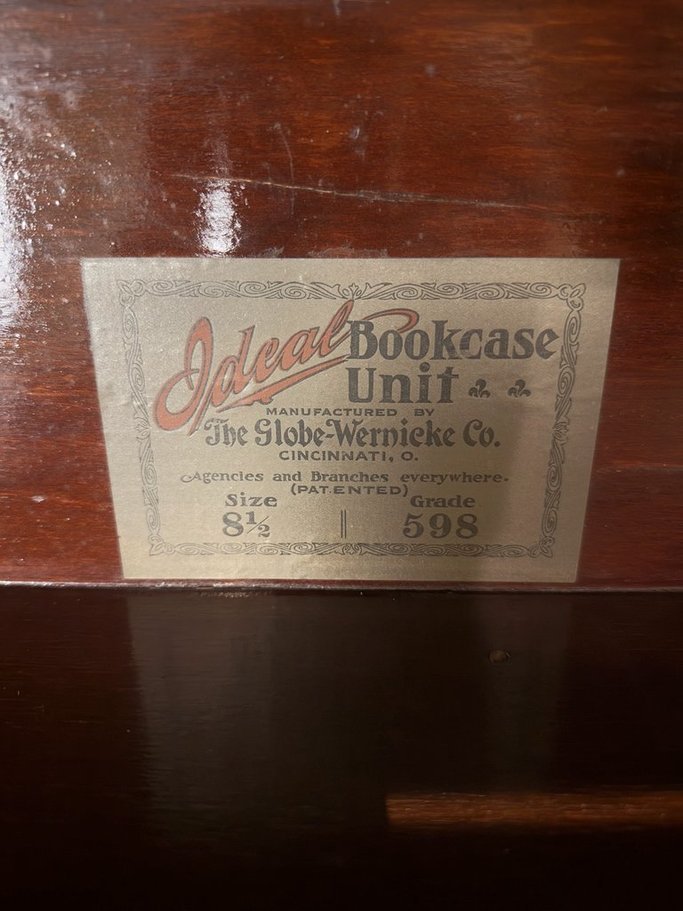 Ideal Bookcase
Unit
MANUFACTURED BY
The Globe-Wernicke Co.
CINCINNATI, O.
Agencies and Branches everywhere.
(PATENTED)
Size Grade
8½ 598